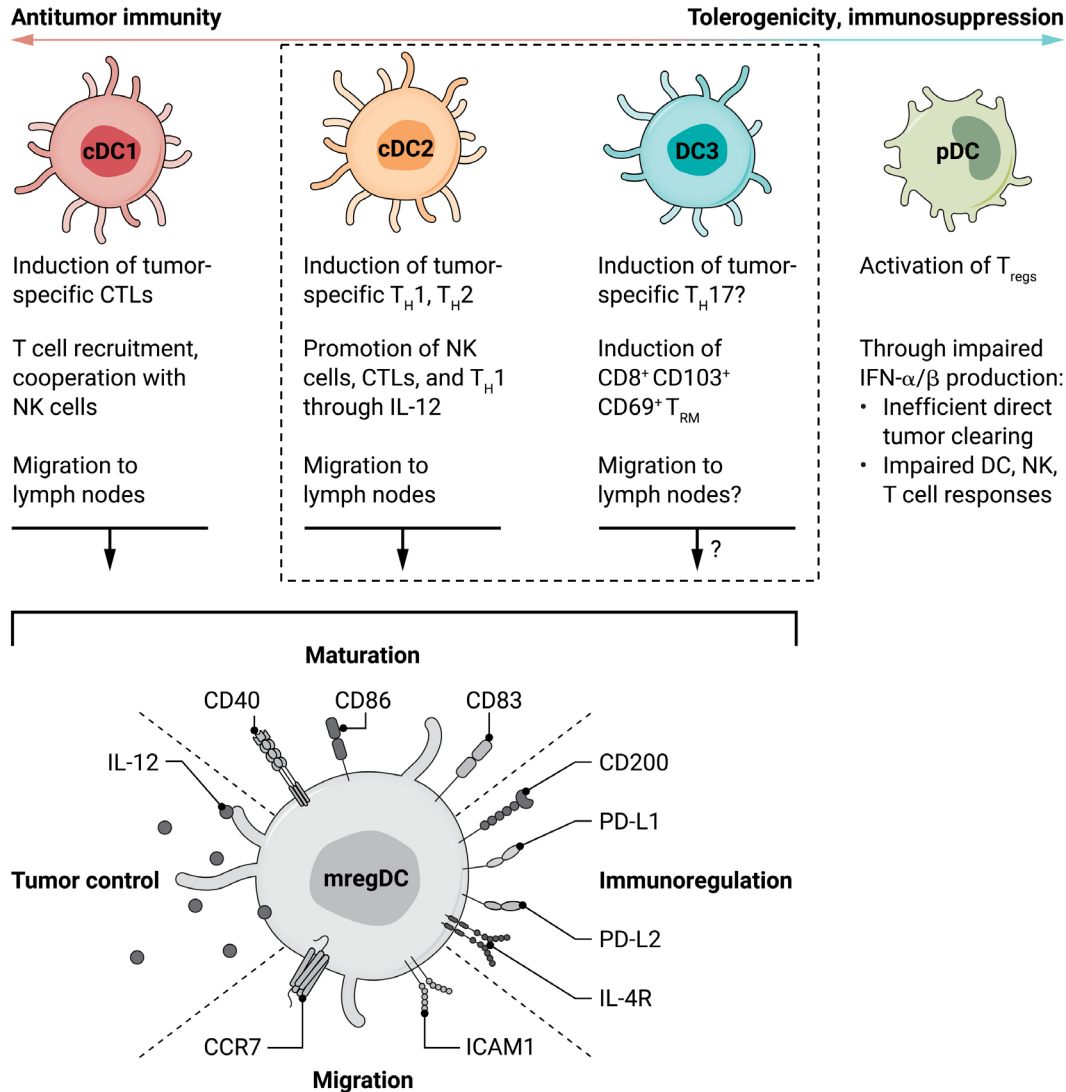 Antitumor immunity
Tolerogenicity, immunosuppression
cDC1
Induction of tumor-
specific CTLs
T cell recruitment,
cooperation with
NK cells
Migration to
lymph nodes
cDC2
Induction of tumor-
specific TH1, TH2
Promotion of NK
cells, CTLs, and TH1
through IL-12
Migration to
lymph nodes
DC3
Induction of tumor-
specific TH17?
Induction of
CD8+ CD103+
CD69+ TRM
Migration to
lymph nodes?
?
pDC
Activation of Tregs
Through impaired
IFN-α/β production:
• Inefficient direct
tumor clearing
• Impaired DC, NK,
T cell responses
Maturation
CD40
CD86
CD83
IL-12
CD200
PD-L1
Tumor control
mregDC
Immunoregulation
PD-L2
IL-4R
CCR7
ICAM1
Migration